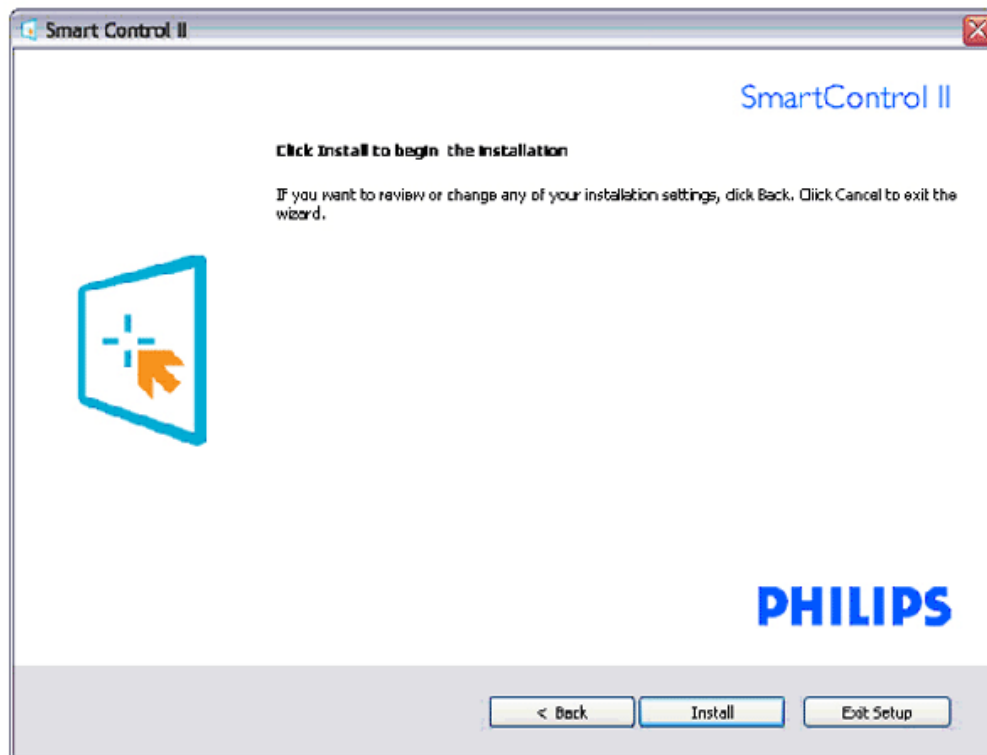 Smart Control II
SmartControl II
Click Install to begin the installation
If you want to review or change any of your installation settings, click Back. Click Cancel to exit the
wizard.
PHILIPS
< Back
Install
Exit Setup